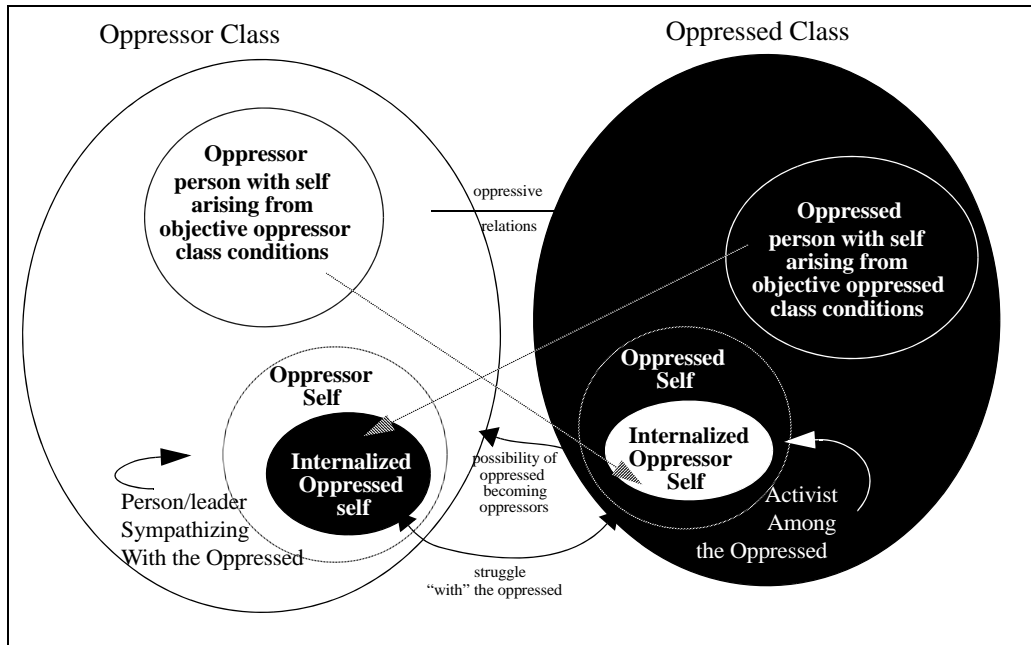 Oppressor Class
Oppressed Class
Oppressor
person with self
arising from
objective oppressor
class conditions
oppressive
relations
Oppressed
person with self
arising from
objective oppressed
class conditions
Oppressor
Self
Internalized
Oppressed
self
Person/leader
Sympathizing
With the Oppressed
possibility of
oppressed
becoming
oppressors
struggle
“with” the oppressed
Oppressed
Self
Internalized
Oppressor
Self
Activist
Among
the Oppressed